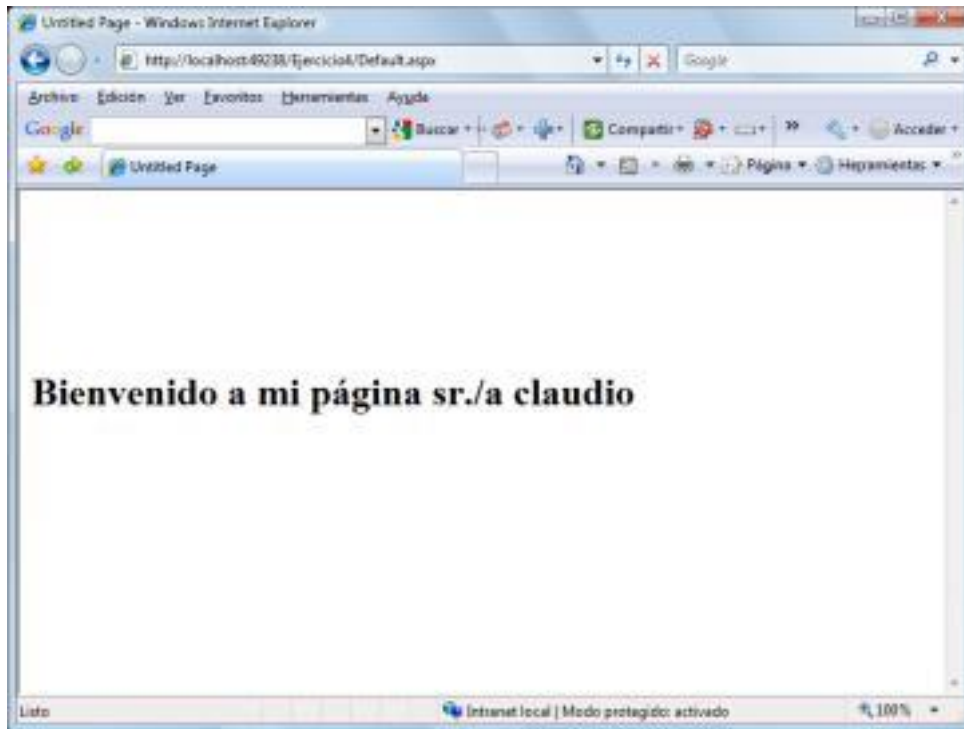 Untitled Page - Windows Internet Explorer
http://localhost:49238/Ejercicio4/Default.aspx
Google
Archivo Edición Ver Favoritos Herramientas Ayuda
Google Buscar Compartir Acceder
Untitled Page Página Herramientas
Bienvenido a mi página sr./a claudio
Listo Intranet local | Modo protegido: activado 100%